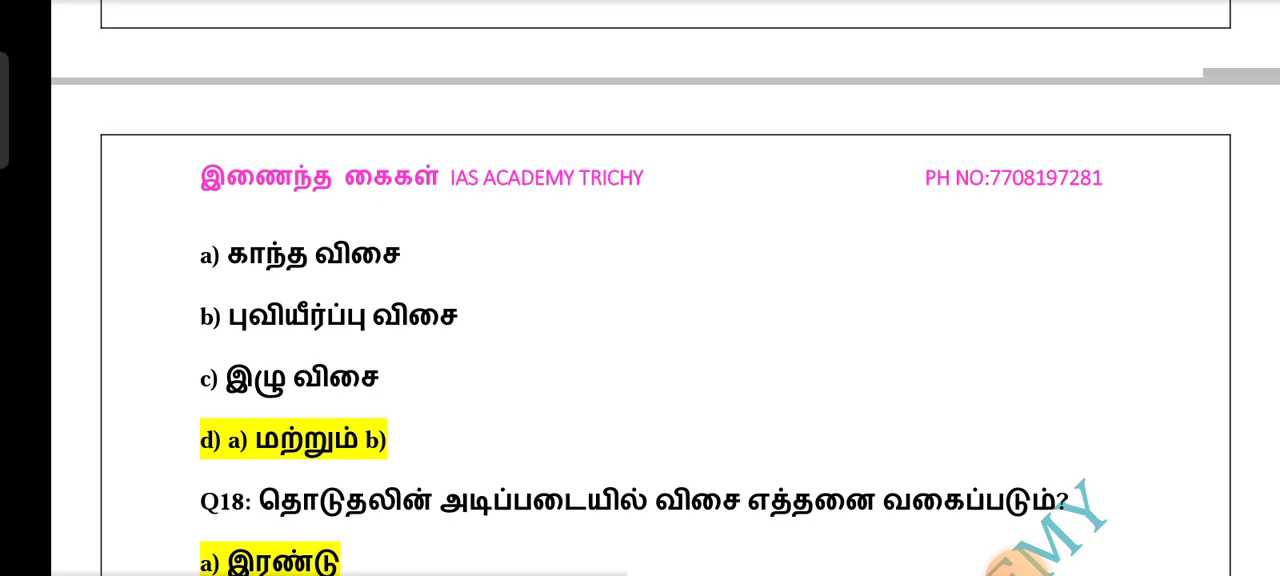 இணைந்த கைகள் IAS ACADEMY TRICHY PH NO:7708197281
a) காந்த விசை
b) புவியீர்ப்பு விசை
c) இழு விசை
d) a) மற்றும் b)
Q18: தொடுதலின் அடிப்படையில் விசை எத்தனை வகைப்படும்?
a) இரண்டு